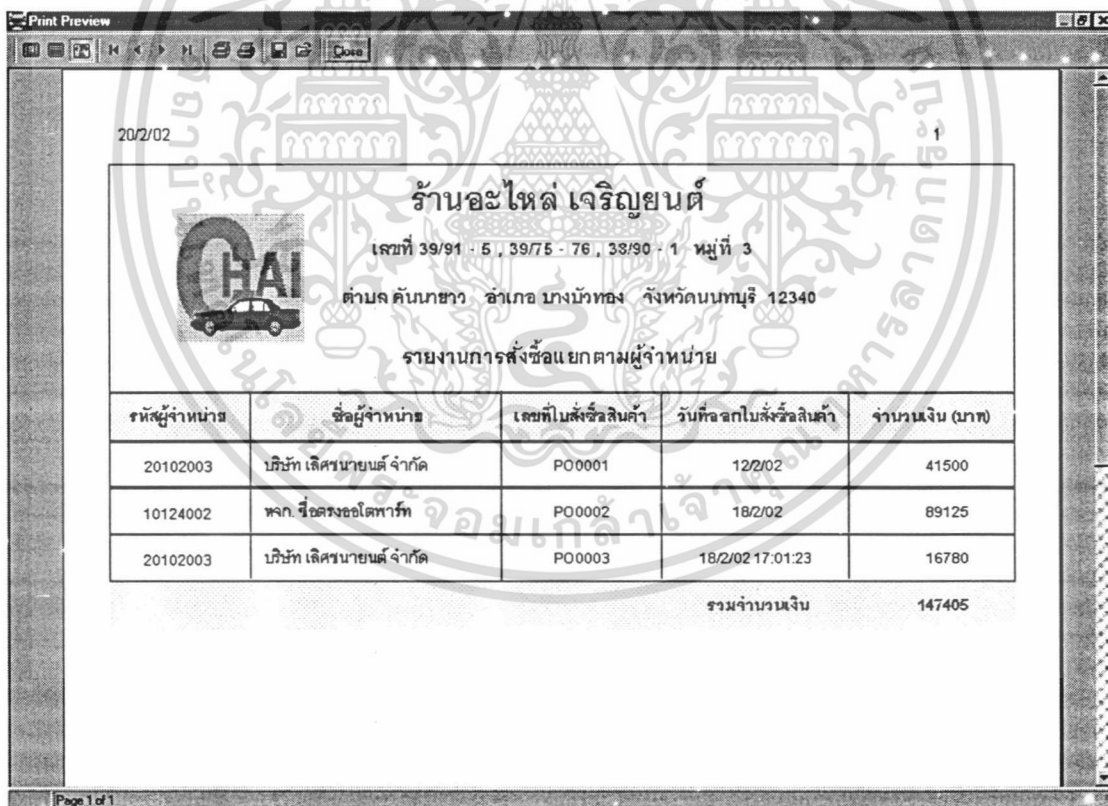 Print Preview
Close
20/2/02 1
ร้านอะไหล่ เจริญยนต์
CHAI
เลขที่ 39/91 - 5 , 39/75 - 76 , 38/90 - 1 หมู่ที่ 3
ตำบล คันนายาว อำเภอ บางบัวทอง จังหวัดนนทบุรี 12340
รายงานการสั่งซื้อแยกตามผู้จำหน่าย
รหัสผู้จำหน่าย ชื่อผู้จำหน่าย เลขที่ใบสั่งซื้อสินค้า วันที่ออกใบสั่งซื้อสินค้า จำนวนเงิน (บาท)
20102003 บริษัท เลิศชนายนต์ จำกัด PO0001 12/2/02 41500
10124002 หจก. ซื่อตรงออโตพาร์ท PO0002 18/2/02 89125
20102003 บริษัท เลิศชนายนต์ จำกัด PO0003 18/2/02 17:01:23 16780
รวมจำนวนเงิน 147405
Page 1 of 1